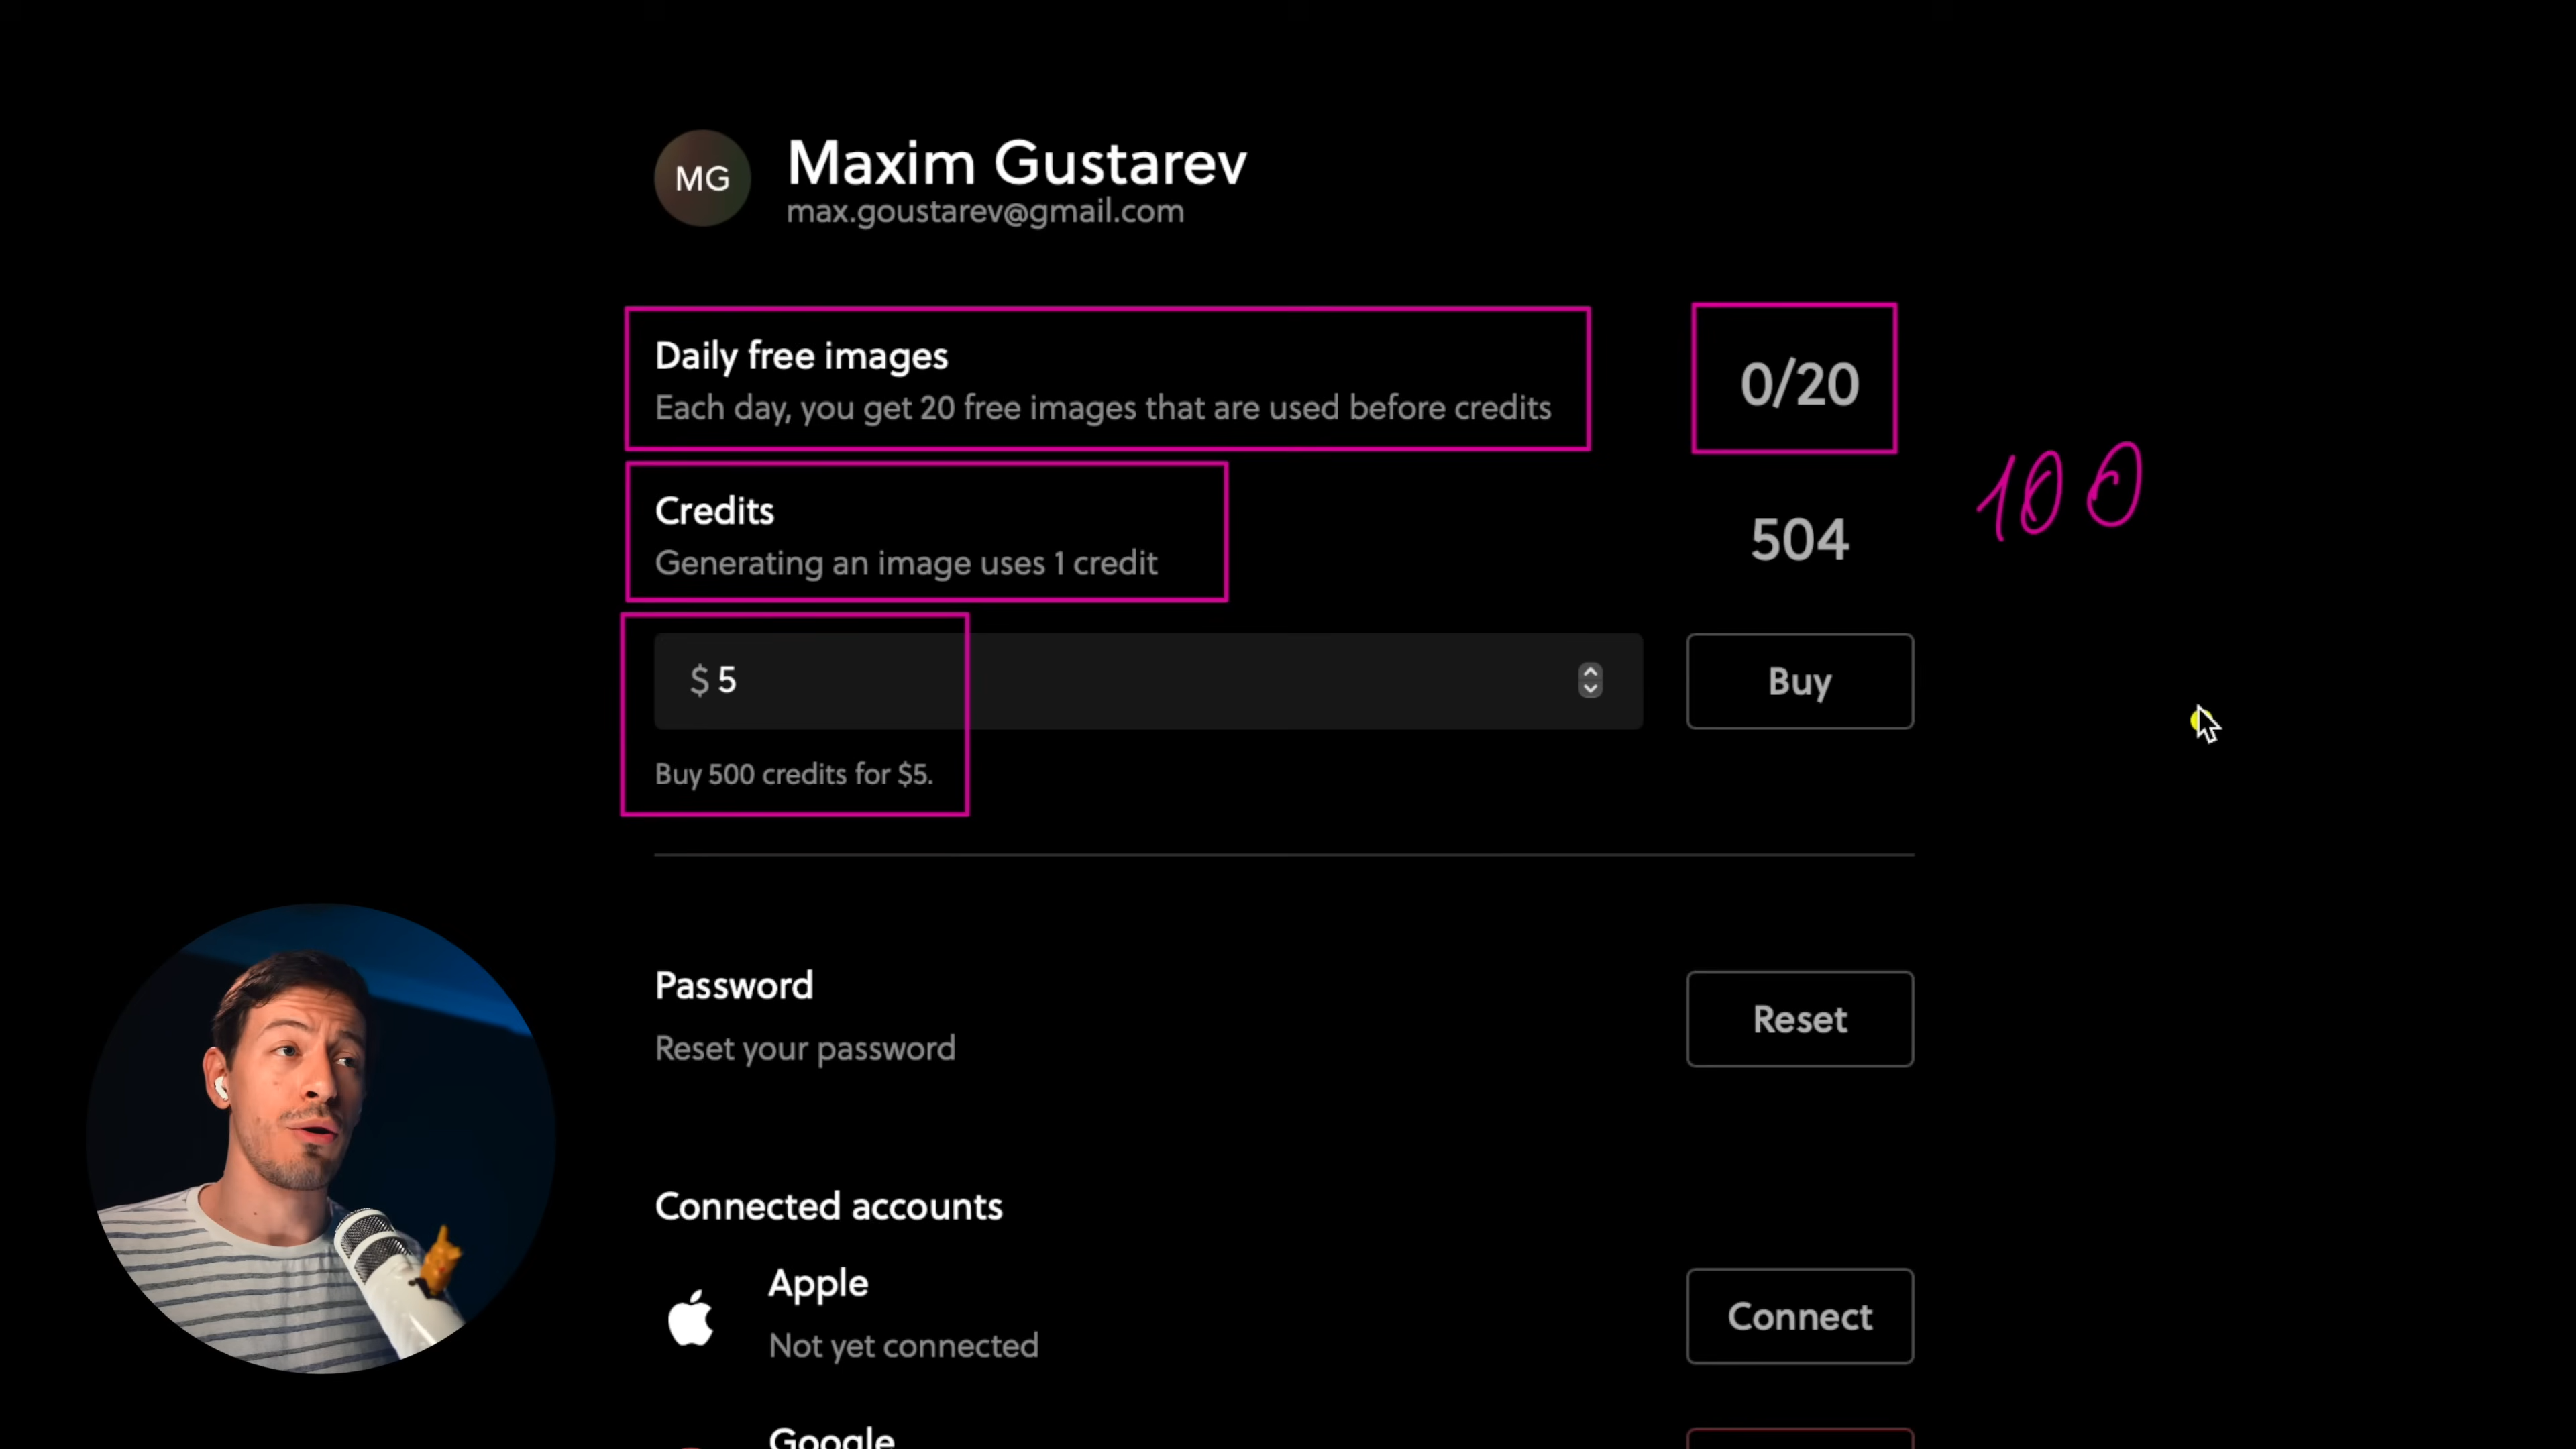 MG
Maxim Gustarev
max.goustarev@gmail.com
Daily free images
Each day, you get 20 free images that are used before credits
0/20
100
Credits
Generating an image uses 1 credit
504
$ 5
Buy
Buy 500 credits for $5.
Password
Reset your password
Reset
Connected accounts
Apple
Not yet connected
Connect
Google